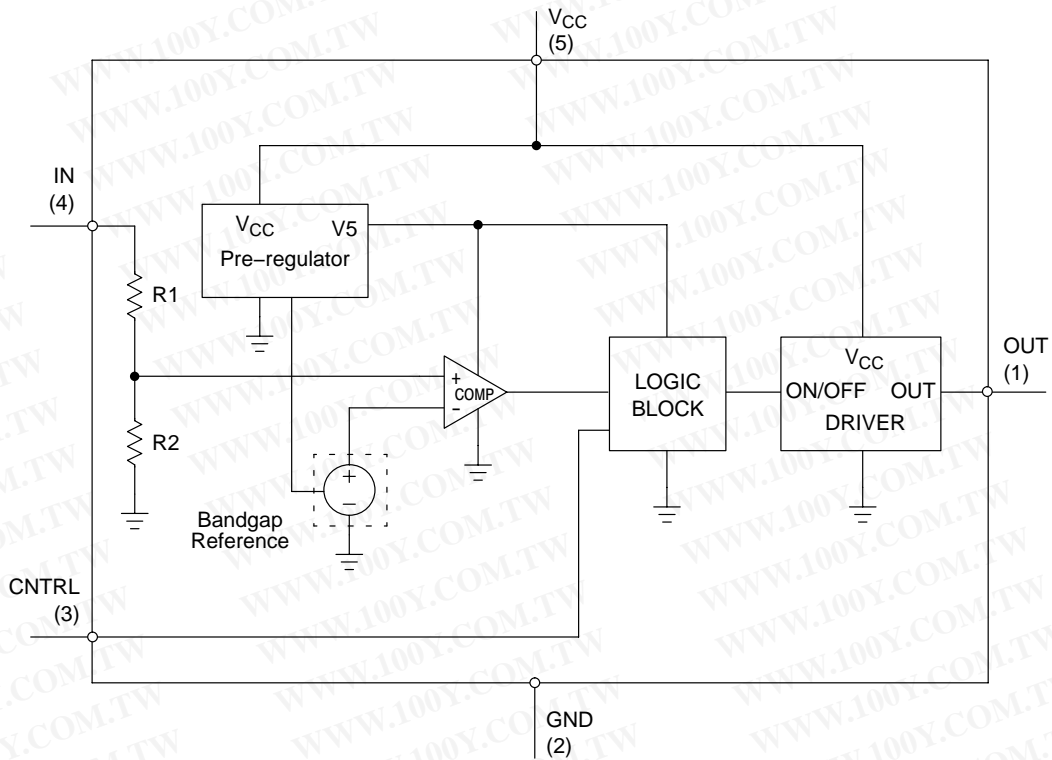 VCC
(5)
IN
(4)
VCC
V5
Pre−regulator
R1
R2
+
COMP
−
+
−
Bandgap
Reference
LOGIC
BLOCK
VCC
ON/OFF OUT
DRIVER
OUT
(1)
CNTRL
(3)
GND
(2)
WWW.100Y.COM.TW